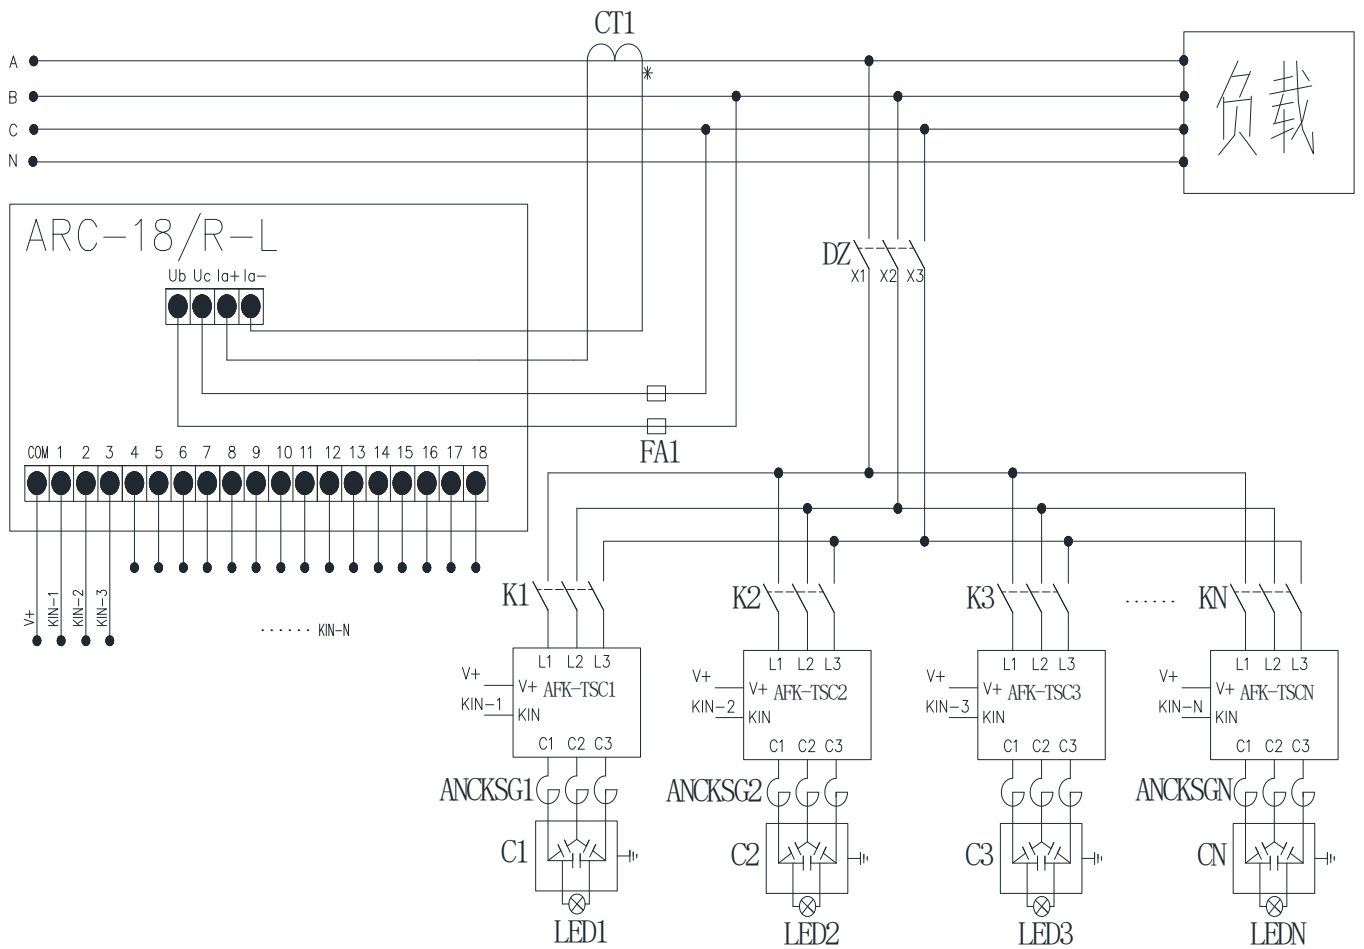 CT1
A
B
C
N
负载
ARC-18/R-L
Ub Uc Ia+ Ia-
DZ
X1 X2 X3
FA1
COM 1 2 3 4 5 6 7 8 9 10 11 12 13 14 15 16 17 18
V+ KIN-1 KIN-2 KIN-3
...... KIN-N
K1 K2 K3 ...... KN
L1 L2 L3 L1 L2 L3 L1 L2 L3 L1 L2 L3
V+ V+ AFK-TSC1 V+ V+ AFK-TSC2 V+ V+ AFK-TSC3 V+ V+ AFK-TSCN
KIN-1 KIN KIN-2 KIN KIN-3 KIN KIN-N KIN
C1 C2 C3 C1 C2 C3 C1 C2 C3 C1 C2 C3
ANCKSG1 ANCKSG2 ANCKSGN
C1 C2 C3 CN
LED1 LED2 LED3 LEDN